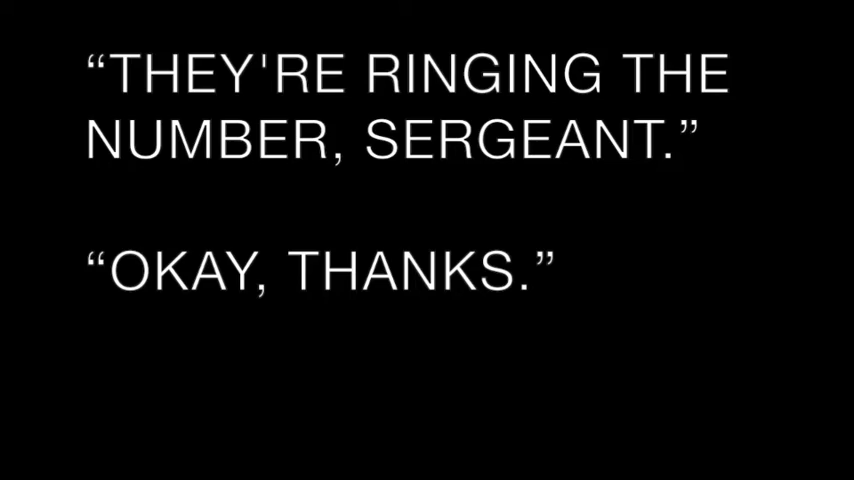 “THEY'RE RINGING THE
NUMBER, SERGEANT.”
“OKAY, THANKS.”